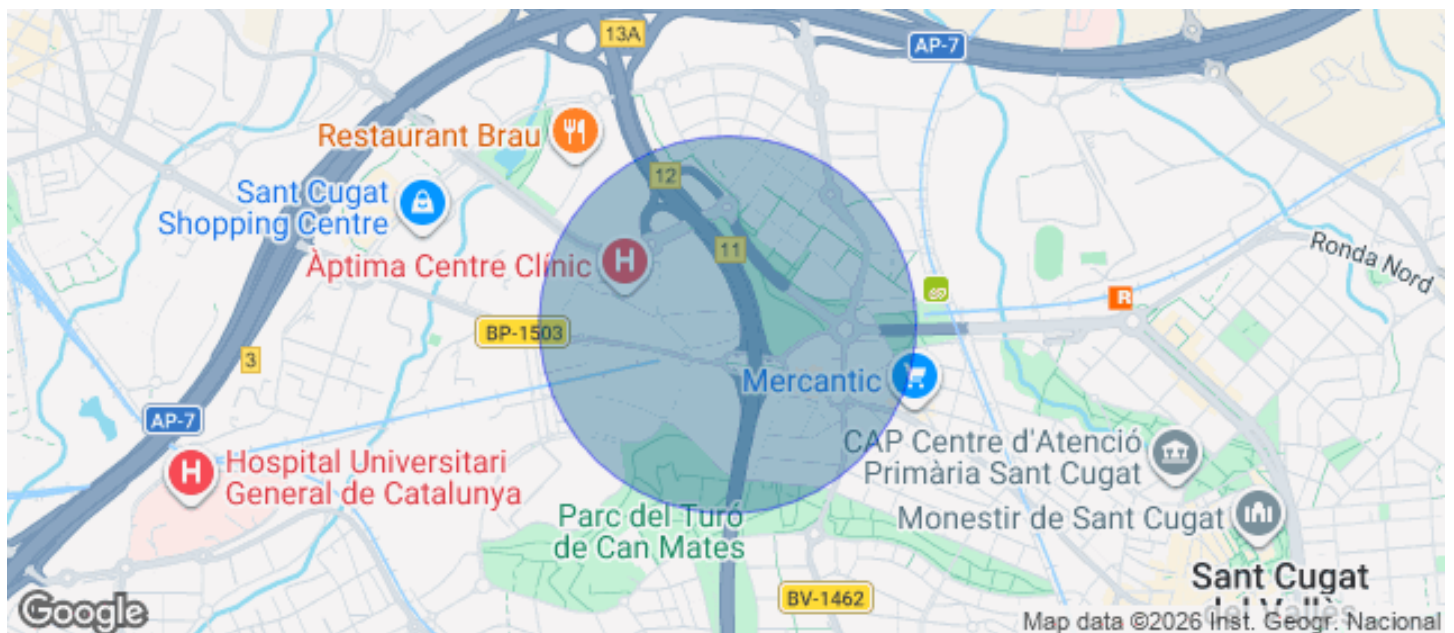 13A
AP-7
Restaurant Brau
12
Sant Cugat
Shopping Centre
11
Ronda Nord
Àptima Centre Clínic
H
R
BP-1503
3
Mercantic
AP-7
CAP Centre d'Atenció
Primària Sant Cugat
H
Hospital Universitari
General de Catalunya
Monestir de Sant Cugat
Parc del Turó
de Can Mates
Sant Cugat
del Vallès
BV-1462
Google
Map data ©2026 Inst. Geogr. Nacional